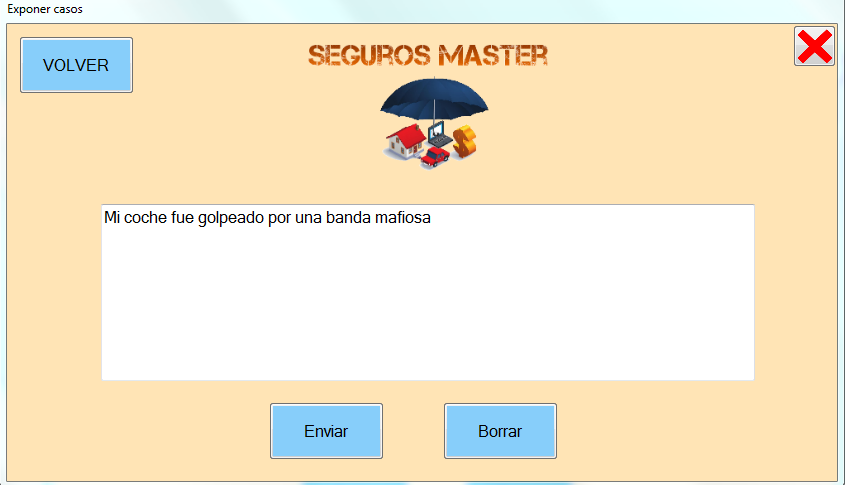 Exponer casos
VOLVER
SEGUROS MASTER
Mi coche fue golpeado por una banda mafiosa
Enviar
Borrar